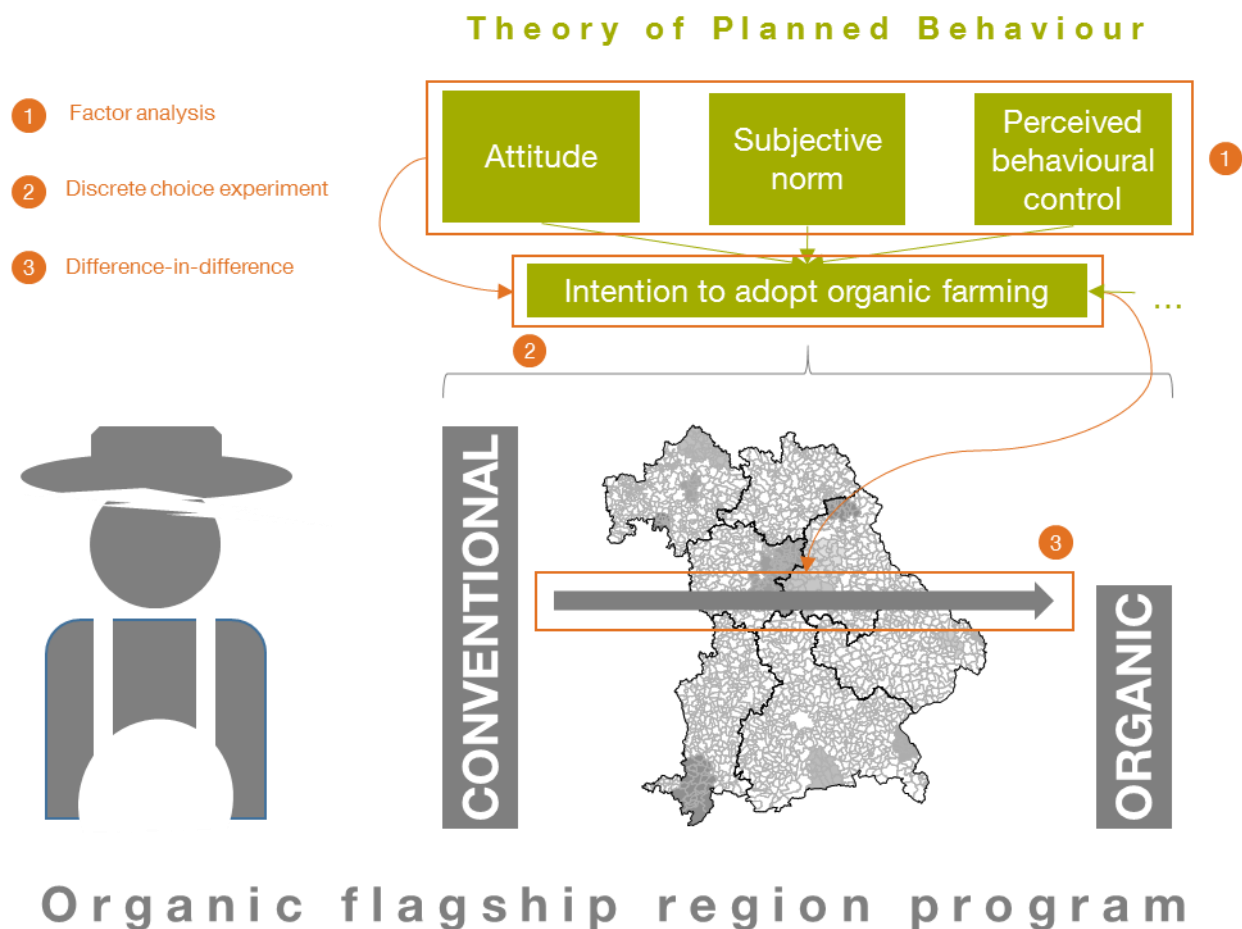 Theory of Planned Behaviour
1 Factor analysis
2 Discrete choice experiment
3 Difference-in-difference
Attitude
Subjective
norm
Perceived
behavioural
control
1
Intention to adopt organic farming
...
2
CONVENTIONAL
3
ORGANIC
Organic flagship region program